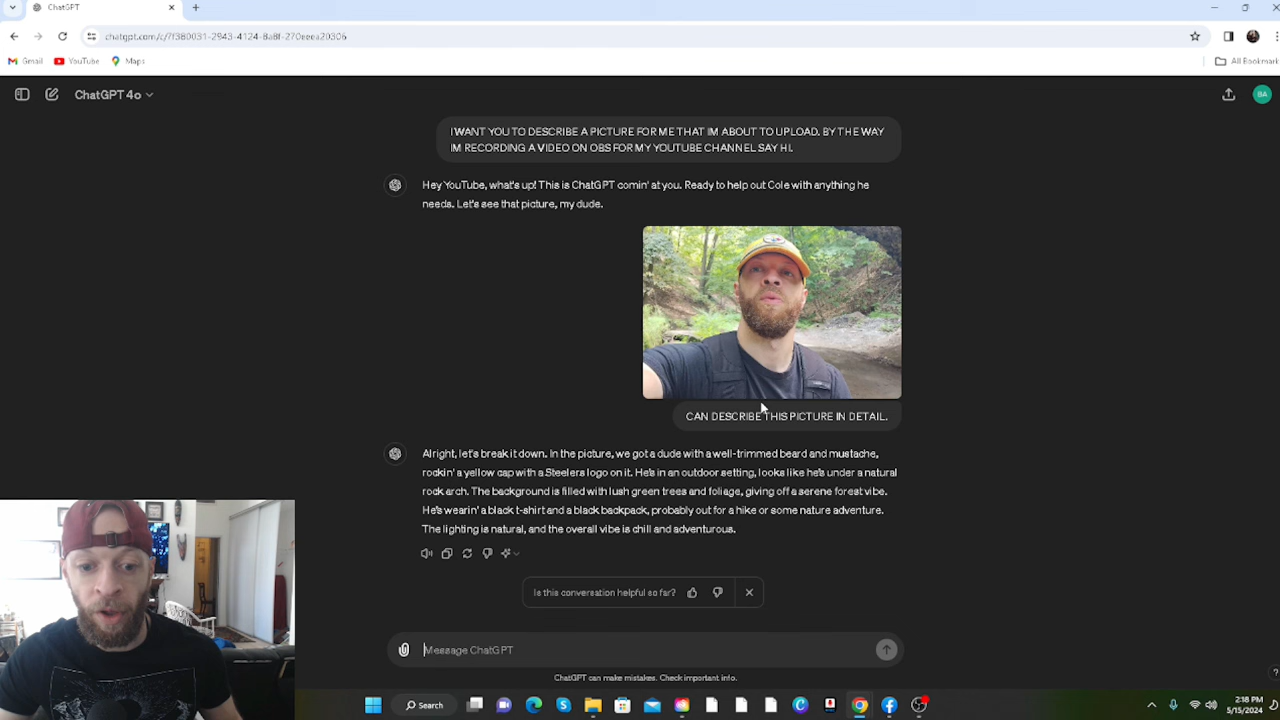 ChatGPT
chatgpt.com/c/7f380031-2943-4124-8a8f-270eeea20306
Gmail YouTube Maps All Bookmark
ChatGPT 4o BA
I WANT YOU TO DESCRIBE A PICTURE FOR ME THAT IM ABOUT TO UPLOAD. BY THE WAY
IM RECORDING A VIDEO ON OBS FOR MY YOUTUBE CHANNEL SAY HI.
Hey YouTube, what's up! This is ChatGPT comin' at you. Ready to help out Cole with anything he
needs. Let's see that picture, my dude.
CAN DESCRIBE THIS PICTURE IN DETAIL.
Alright, let's break it down. In the picture, we got a dude with a well-trimmed beard and mustache,
rockin' a yellow cap with a Steelers logo on it. He's in an outdoor setting, looks like he's under a natural
rock arch. The background is filled with lush green trees and foliage, giving off a serene forest vibe.
He's wearin' a black t-shirt and a black backpack, probably out for a hike or some nature adventure.
The lighting is natural, and the overall vibe is chill and adventurous.
Is this conversation helpful so far?
Message ChatGPT
ChatGPT can make mistakes. Check important info.
?
Search
2:38 PM
5/15/2024